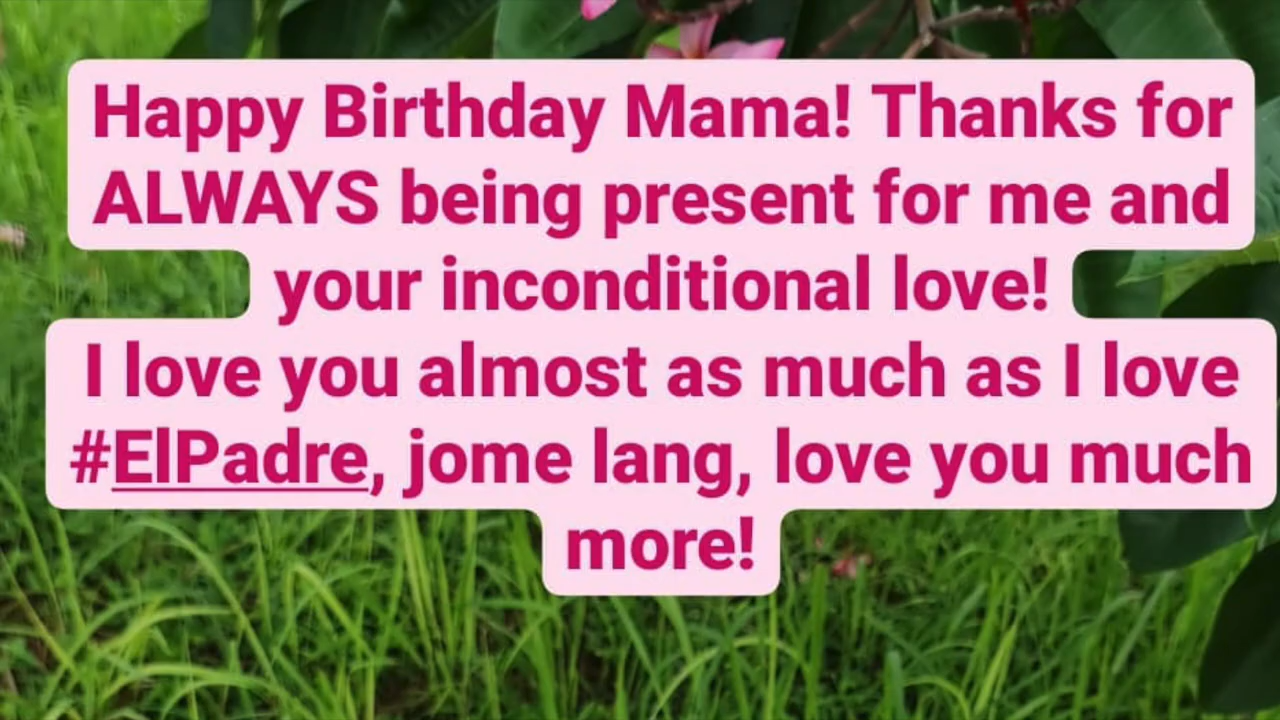 Happy Birthday Mama! Thanks for
ALWAYS being present for me and
your inconditional love!
I love you almost as much as I love
#ElPadre, jome lang, love you much
more!